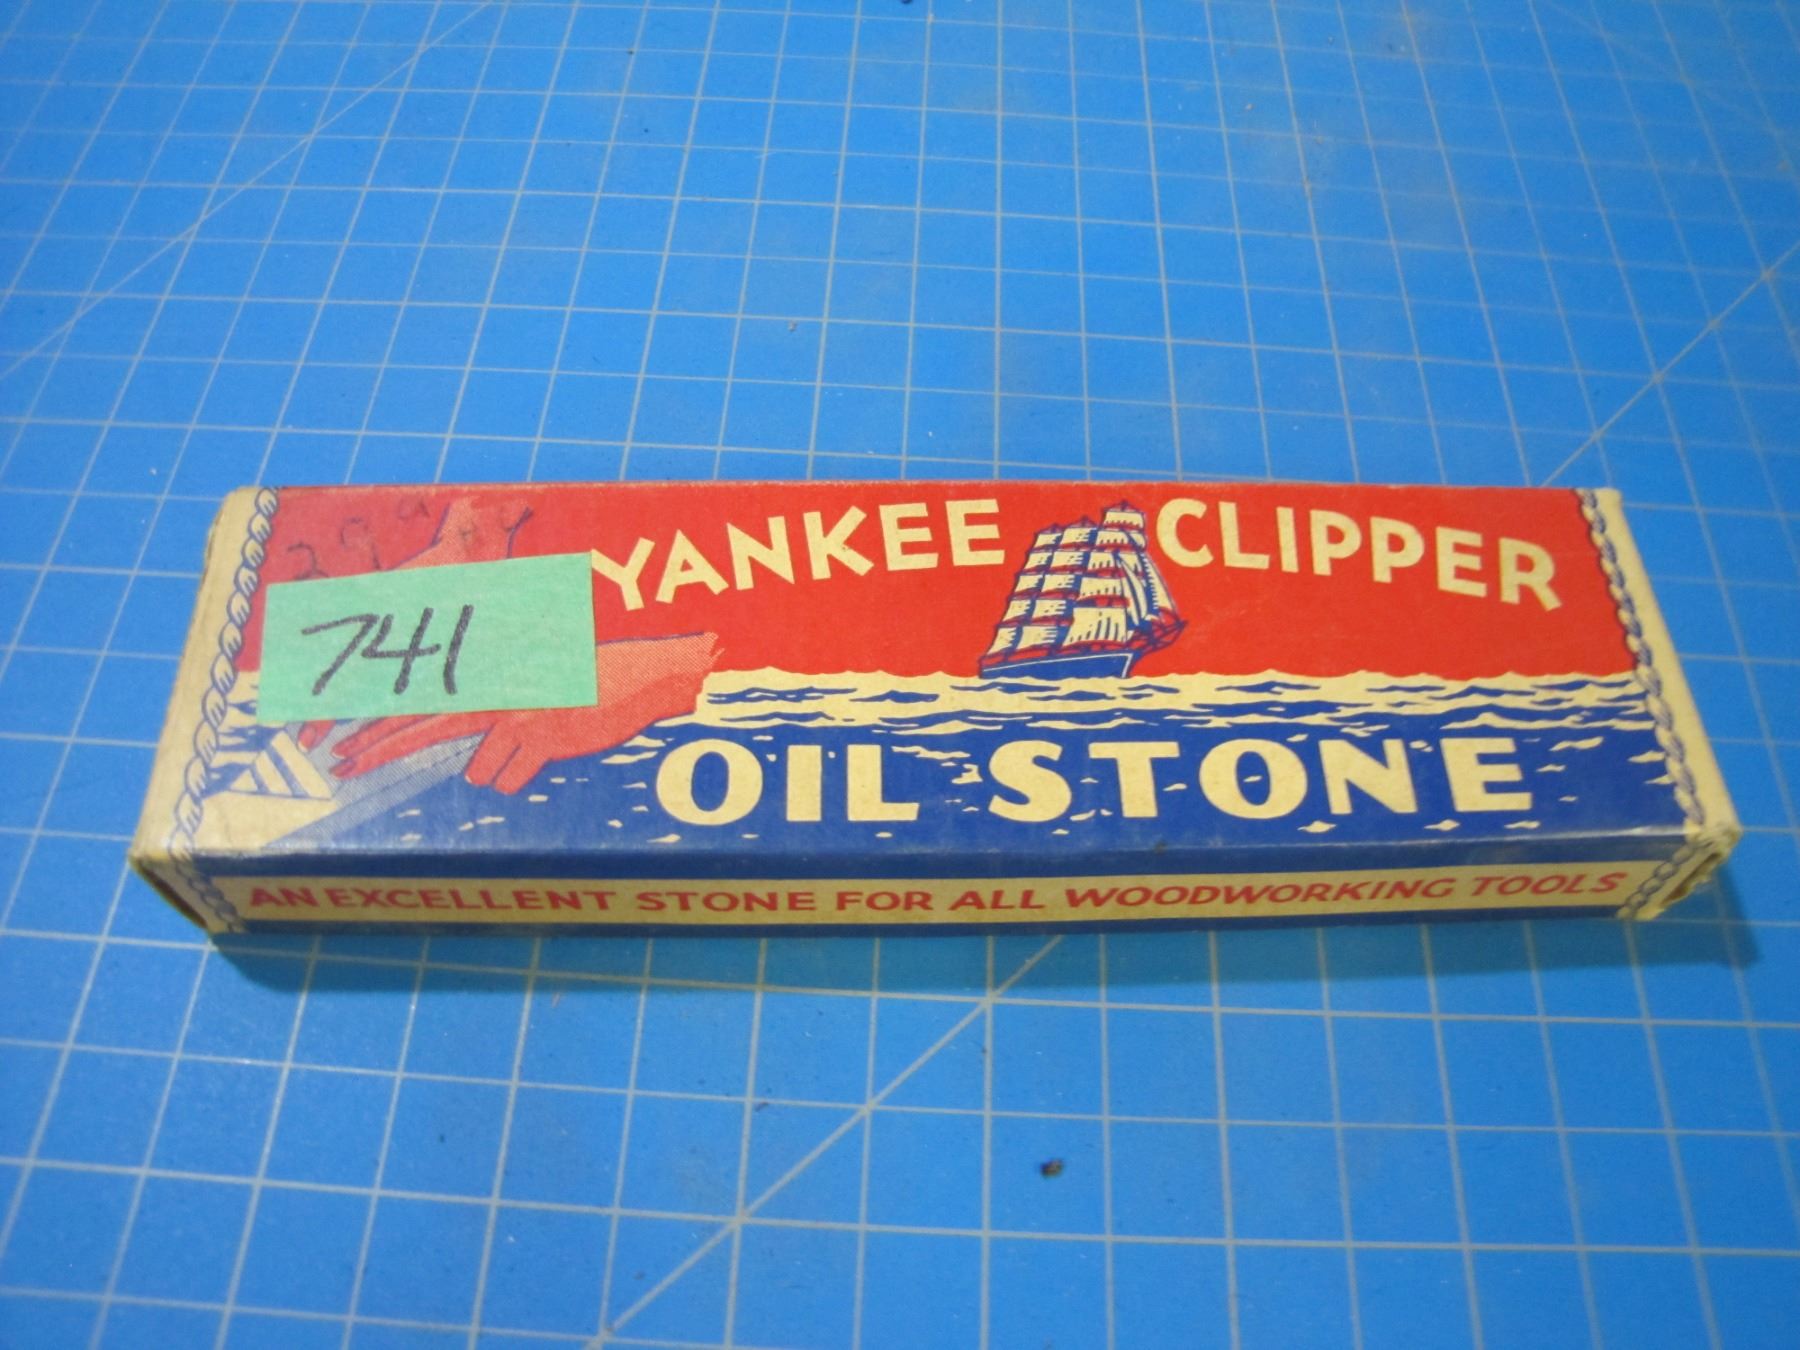 YANKEE CLIPPER
741
OIL STONE
AN EXCELLENT STONE FOR ALL WOODWORKING TOOLS